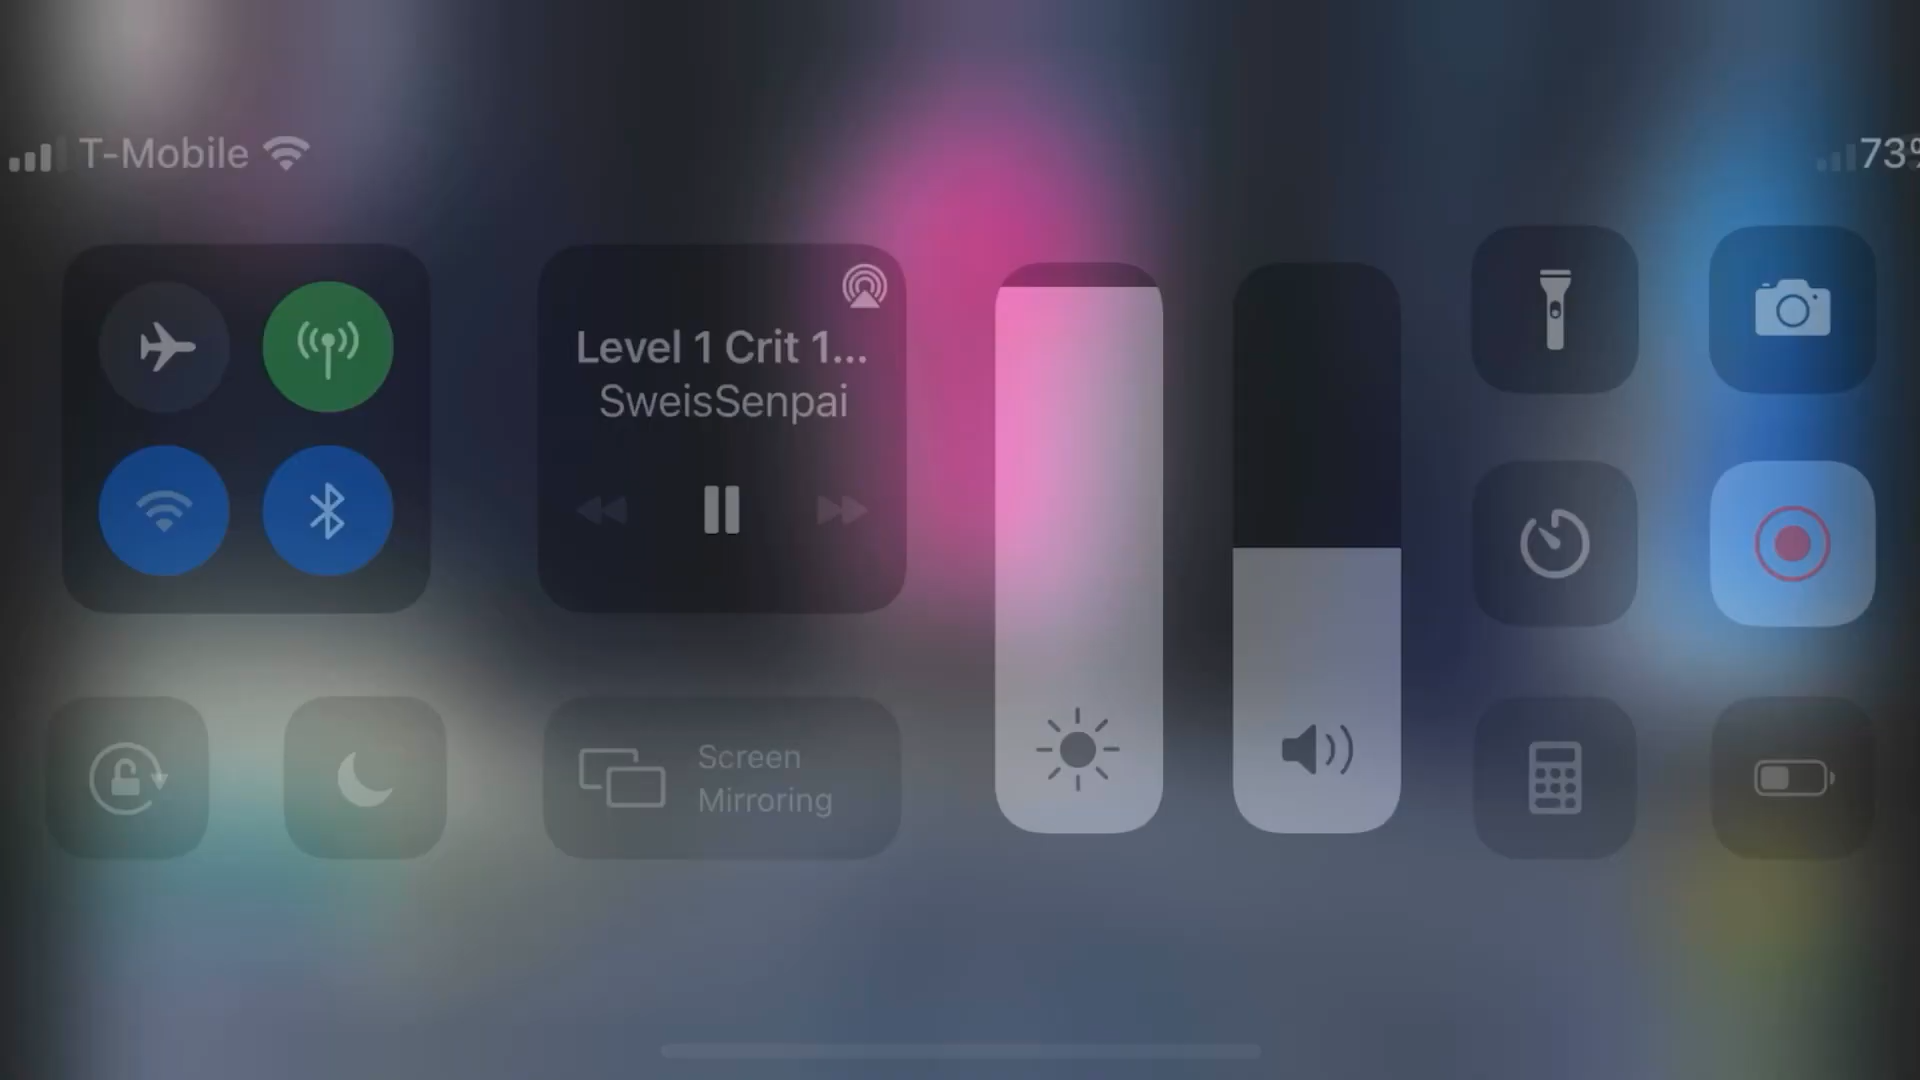 T-Mobile
73%
Level 1 Crit 1...
SweisSenpai
Screen
Mirroring